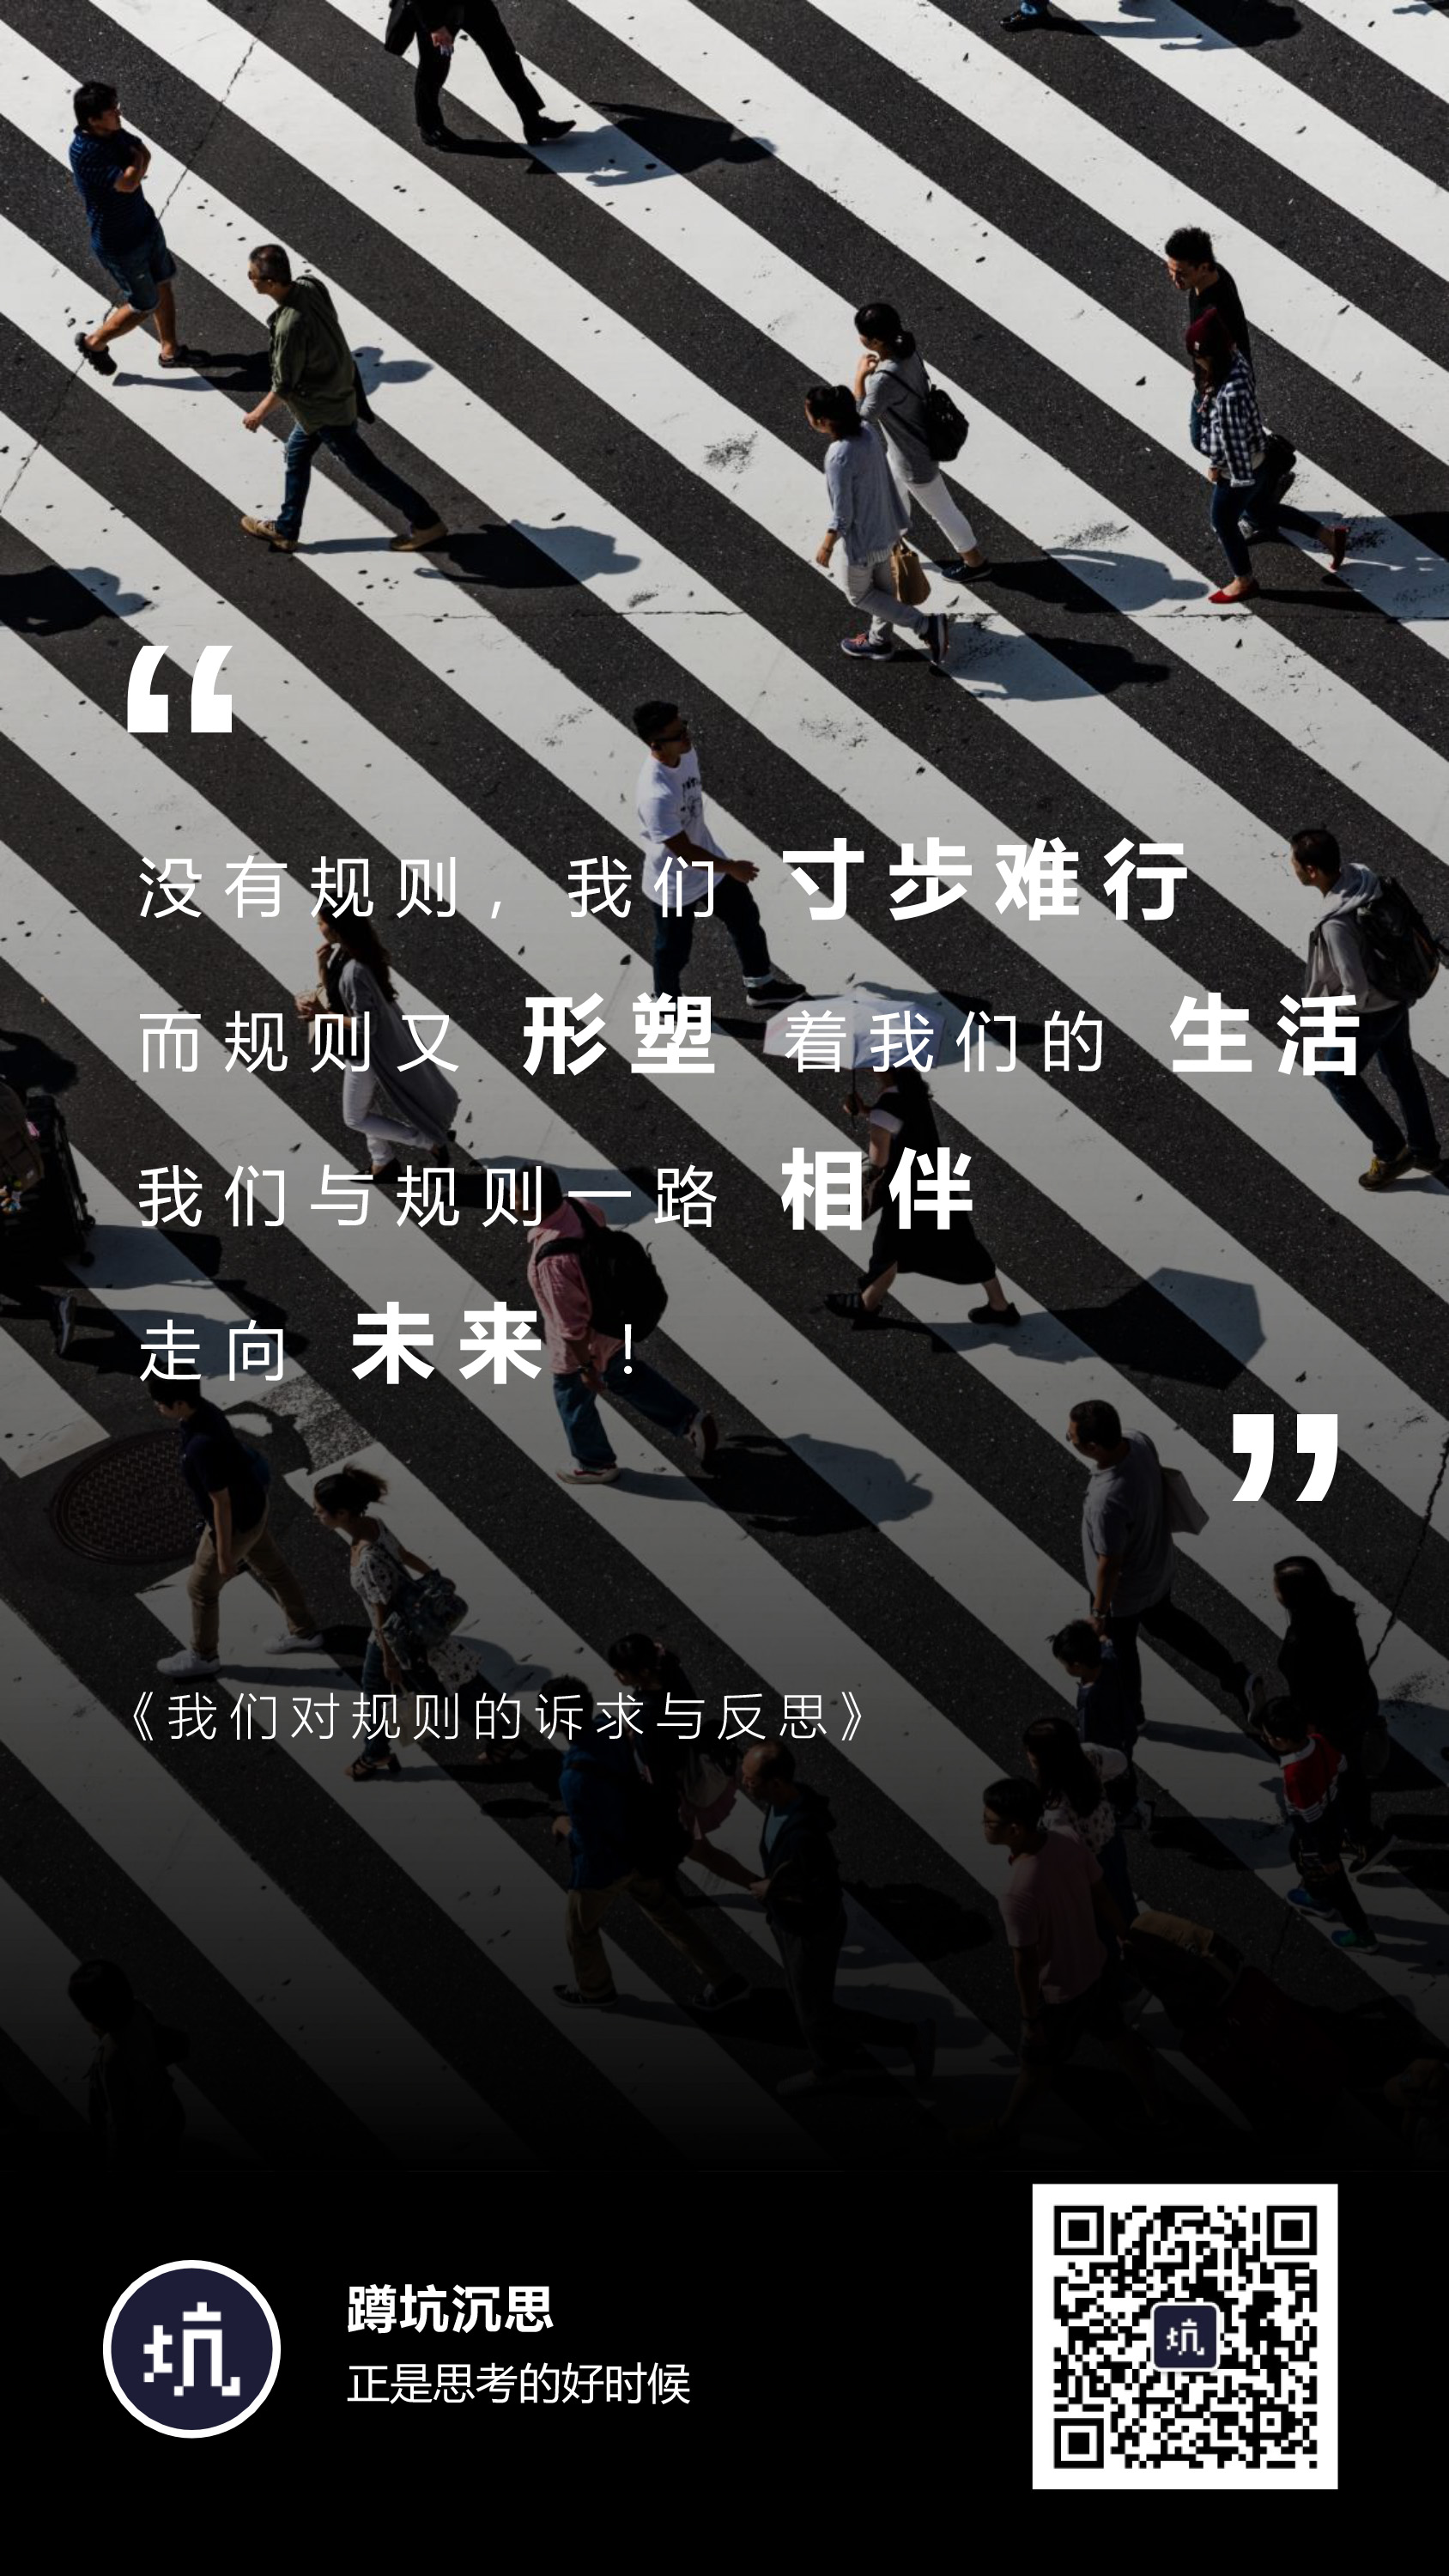 “
没有规则，我们 寸步难行
而规则又 形塑 着我们的 生活
我们与规则一路 相伴
走向 未来 ！
”
《我们对规则的诉求与反思》
坑
蹲坑沉思
正是思考的好时候
坑